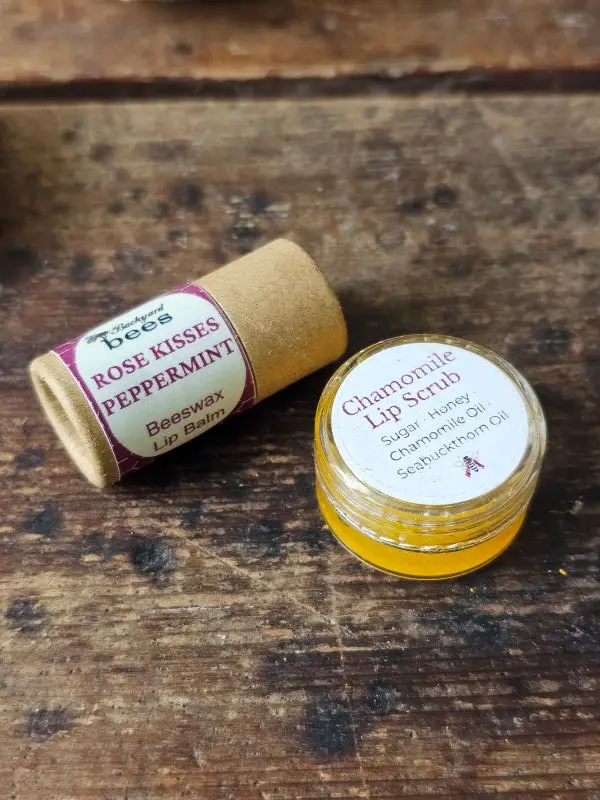 Backyard
bees
ROSE KISSES
PEPPERMINT
Beeswax
Lip Balm
Chamomile
Lip Scrub
Sugar · Honey ·
Chamomile Oil ·
Seabuckthorn Oil